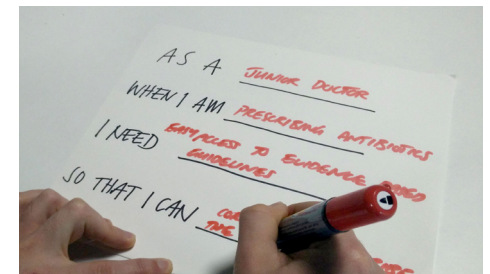 AS A JUNIOR DOCTOR
WHEN I AM PRESCRIBING ANTIBIOTICS
I NEED EASY ACCESS TO EVIDENCE BASED
GUIDELINES
SO THAT I CAN